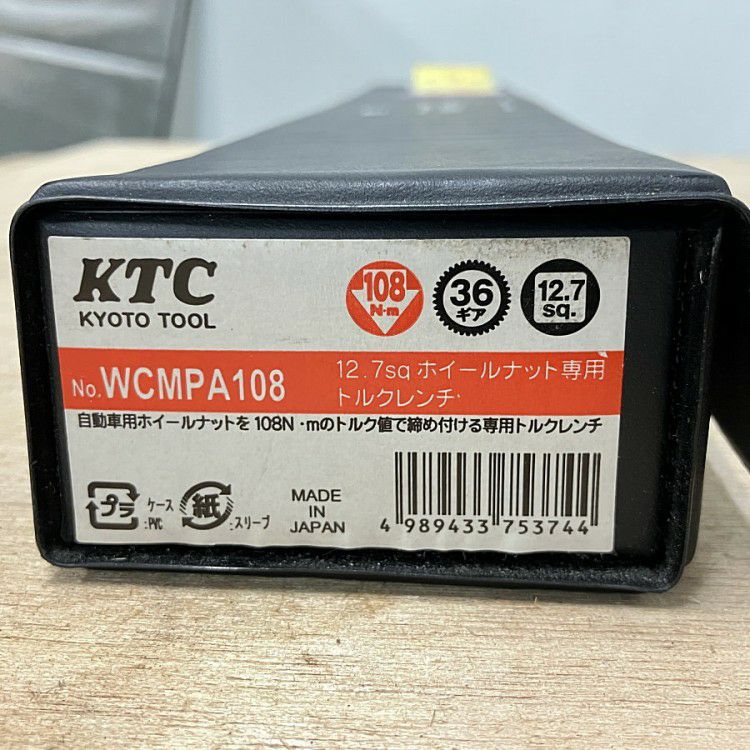 KTC
KYOTO TOOL
108
N·m
36
ギア
12.7
sq.
No.WCMPA108
12.7sq ホイールナット専用
トルクレンチ
自動車用ホイールナットを108N・mのトルク値で締め付ける専用トルクレンチ
プラ
ケース
:PVC
紙
:スリーブ
MADE
IN
JAPAN
4 989433 753744